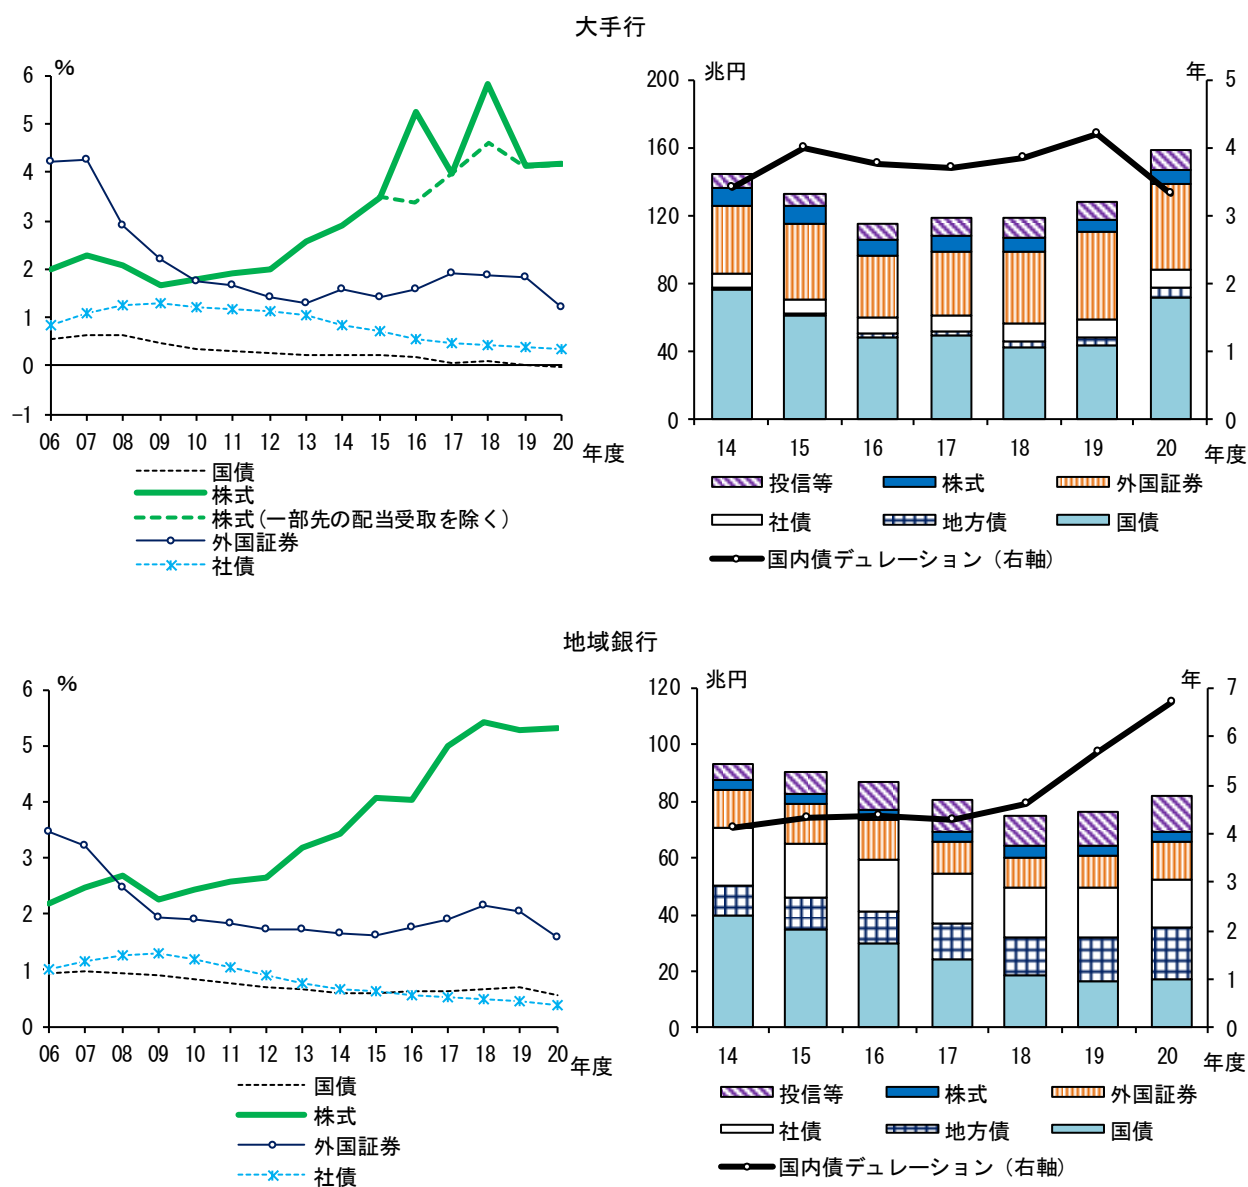 大手行
%
6
5
4
3
2
1
0
-1
06 07 08 09 10 11 12 13 14 15 16 17 18 19 20
年度
国債
株式
株式(一部先の配当受取を除く)
外国証券
社債
兆円
年
200
160
120
80
40
0
5
4
3
2
1
0
14 15 16 17 18 19 20
年度
投信等 株式 外国証券
社債 地方債 国債
国内債デュレーション(右軸)
地域銀行
%
6
5
4
3
2
1
0
06 07 08 09 10 11 12 13 14 15 16 17 18 19 20
年度
国債
株式
外国証券
社債
兆円
年
120
100
80
60
40
20
0
7
6
5
4
3
2
1
0
14 15 16 17 18 19 20
年度
投信等 株式 外国証券
社債 地方債 国債
国内債デュレーション(右軸)